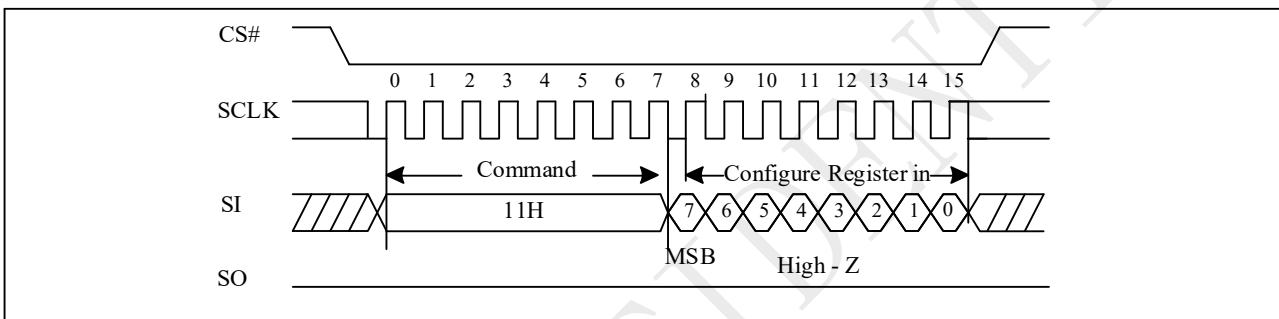 CS#
0 1 2 3 4 5 6 7 8 9 10 11 12 13 14 15
SCLK
Command
Configure Register in
SI
11H
7 6 5 4 3 2 1 0
MSB
High - Z
SO